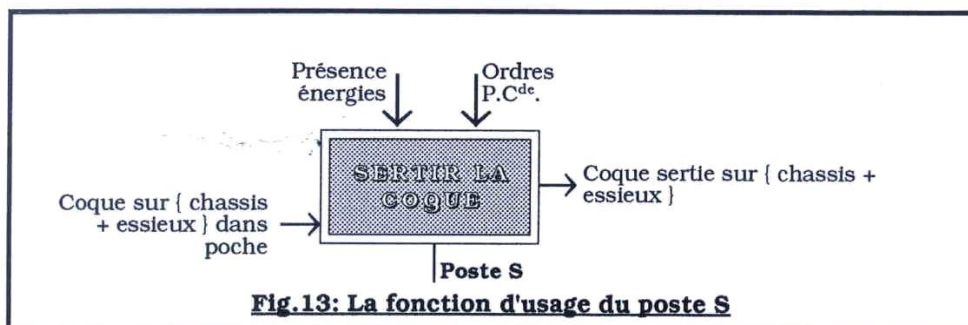 Présence
énergies
Ordres
P.Cde.
SERTIR LA
COQUE
Coque sur { chassis
+ essieux } dans
poche
Coque sertie sur { chassis +
essieux }
Poste S
Fig.13: La fonction d'usage du poste S